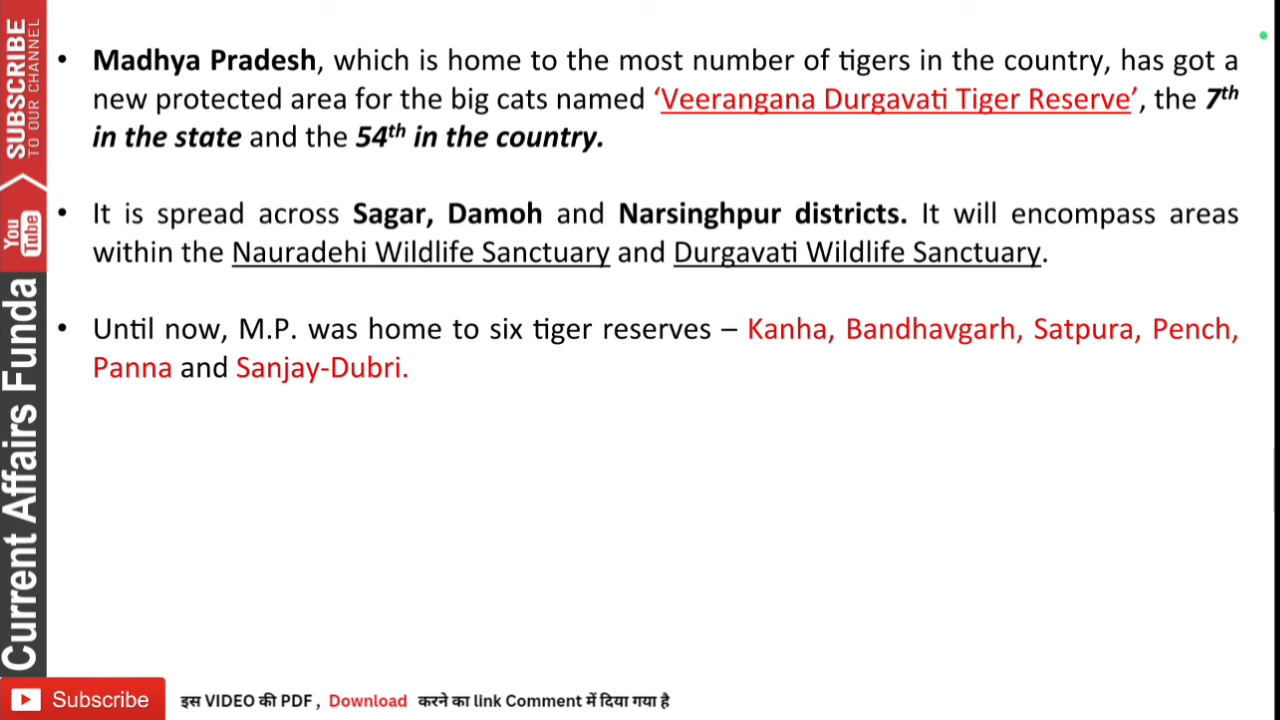 • Madhya Pradesh, which is home to the most number of tigers in the country, has got a
new protected area for the big cats named ‘Veerangana Durgavati Tiger Reserve’, the 7th
in the state and the 54th in the country.
• It is spread across Sagar, Damoh and Narsinghpur districts. It will encompass areas
within the Nauradehi Wildlife Sanctuary and Durgavati Wildlife Sanctuary.
• Until now, M.P. was home to six tiger reserves – Kanha, Bandhavgarh, Satpura, Pench,
Panna and Sanjay-Dubri.
SUBSCRIBE
TO OUR CHANNEL
You
Tube
Current Affairs Funda
Subscribe
इस VIDEO की PDF , Download करने का link Comment में दिया गया है